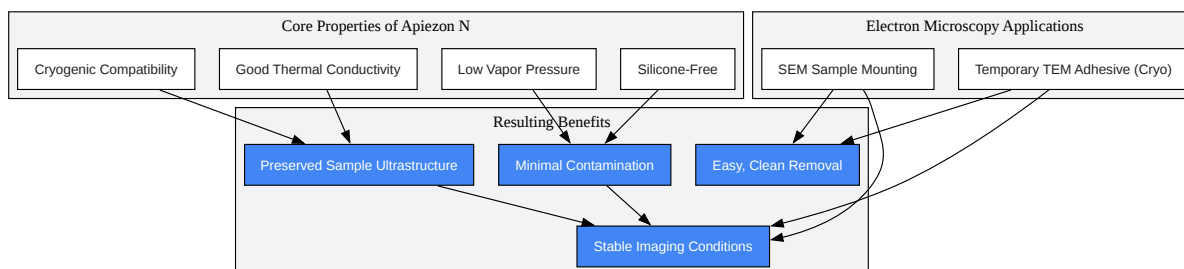 Core Properties of Apiezon N
Electron Microscopy Applications
Cryogenic Compatibility
Good Thermal Conductivity
Low Vapor Pressure
Silicone-Free
SEM Sample Mounting
Temporary TEM Adhesive (Cryo)
Resulting Benefits
Preserved Sample Ultrastructure
Minimal Contamination
Easy, Clean Removal
Stable Imaging Conditions